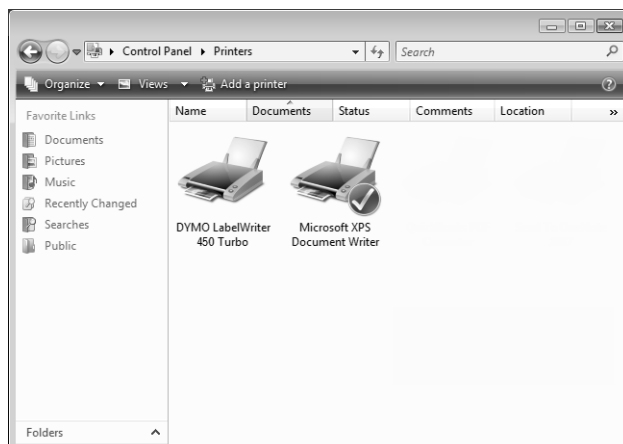 Control Panel Printers
Search
Organize Views Add a printer
Favorite Links
Documents
Pictures
Music
Recently Changed
Searches
Public
Folders
Name Documents Status Comments Location »
DYMO LabelWriter
450 Turbo
Microsoft XPS
Document Writer